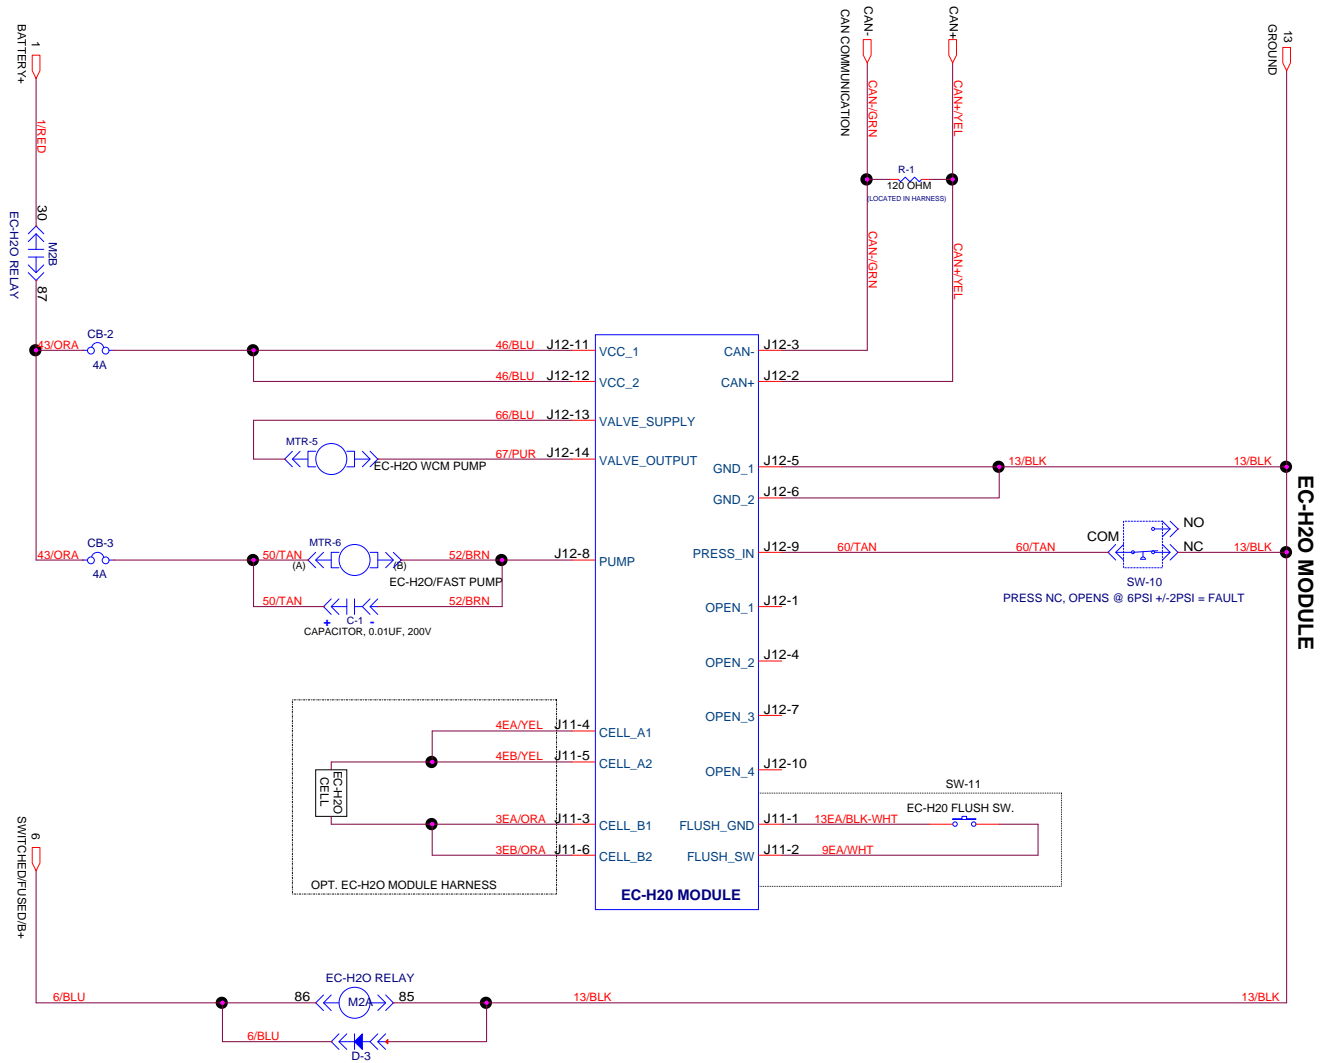 1
BATTERY+
1/RED
30
M2B
EC-H2O RELAY
87
CAN-
CAN COMMUNICATION
CAN+
CAN-/GRN
CAN+/YEL
R-1
120 OHM
(LOCATED IN HARNESS)
CAN-/GRN
CAN+/YEL
13
GROUND
EC-H2O MODULE
43/ORA
CB-2
4A
46/BLU
J12-11
VCC_1
46/BLU
J12-12
VCC_2
66/BLU
J12-13
VALVE_SUPPLY
MTR-5
EC-H2O WCM PUMP
67/PUR
J12-14
VALVE_OUTPUT
43/ORA
CB-3
4A
50/TAN
(A)
MTR-6
(B)
52/BRN
EC-H2O/FAST PUMP
J12-8
PUMP
50/TAN
52/BRN
+
C-1
-
CAPACITOR, 0.01UF, 200V
4EA/YEL
J11-4
CELL_A1
4EB/YEL
J11-5
CELL_A2
EC-H2O
CELL
3EA/ORA
J11-3
CELL_B1
3EB/ORA
J11-6
CELL_B2
OPT. EC-H2O MODULE HARNESS
EC-H20 MODULE
CAN-
J12-3
CAN+
J12-2
GND_1
J12-5
13/BLK
13/BLK
GND_2
J12-6
PRESS_IN
J12-9
60/TAN
60/TAN
COM
NO
NC
13/BLK
SW-10
PRESS NC, OPENS @ 6PSI +/-2PSI = FAULT
OPEN_1
J12-1
OPEN_2
J12-4
OPEN_3
J12-7
OPEN_4
J12-10
SW-11
EC-H20 FLUSH SW.
FLUSH_GND
J11-1
13EA/BLK-WHT
FLUSH_SW
J11-2
9EA/WHT
6
SWITCHED/FUSED/B+
6/BLU
EC-H2O RELAY
86
M2A
85
13/BLK
13/BLK
6/BLU
D-3